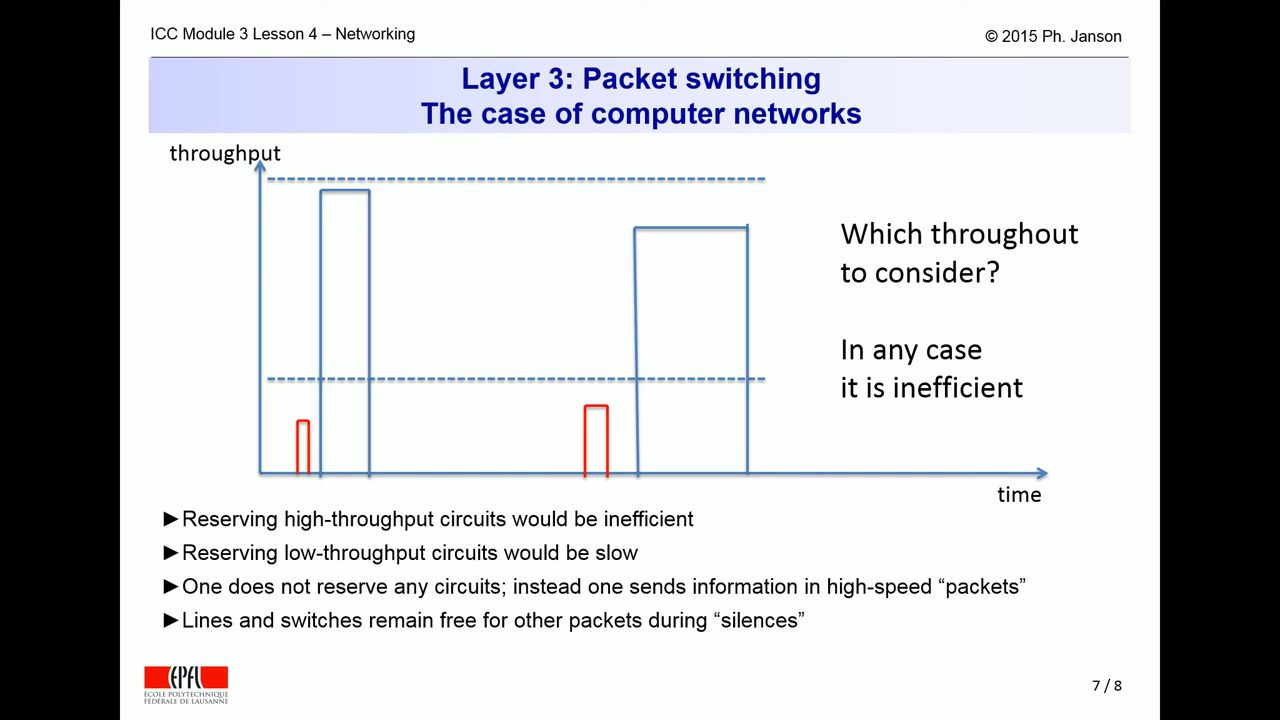 ICC Module 3 Lesson 4 – Networking
© 2015 Ph. Janson
Layer 3: Packet switching
The case of computer networks
throughput
Which throughout
to consider?
In any case
it is inefficient
time
►Reserving high-throughput circuits would be inefficient
►Reserving low-throughput circuits would be slow
►One does not reserve any circuits; instead one sends information in high-speed “packets”
►Lines and switches remain free for other packets during “silences”
EPFL
ÉCOLE POLYTECHNIQUE
FÉDÉRALE DE LAUSANNE
7 / 8